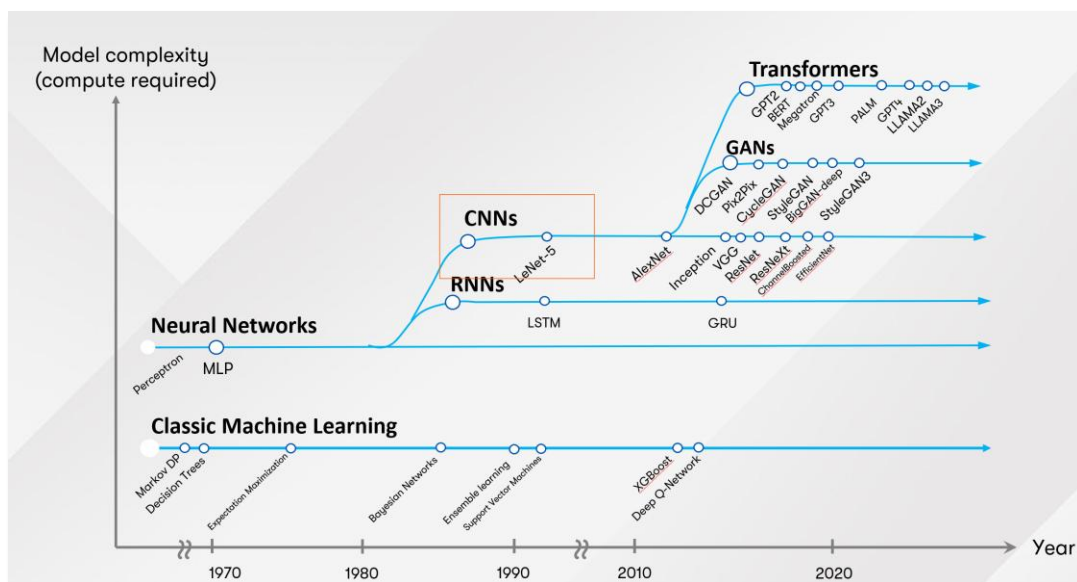 Model complexity
(compute required)
Transformers
GPT2
BERT
Megatron
GPT3
PALM
GPT4
LLAMA2
LLAMA3
GANs
DCGAN
Pix2Pix
CycleGAN
StyleGAN
BigGAN-deep
StyleGAN3
CNNs
LeNet-5
AlexNet
Inception
VGG
ResNet
ResNeXt
ChannelBoosted
EfficientNet
RNNs
LSTM
GRU
Neural Networks
Perceptron
MLP
Classic Machine Learning
Markov DP
Decision Trees
Expectation Maximization
Bayesian Networks
Ensemble learning
Support Vector Machines
XGBoost
Deep Q-Network
Year
1970
1980
1990
2010
2020